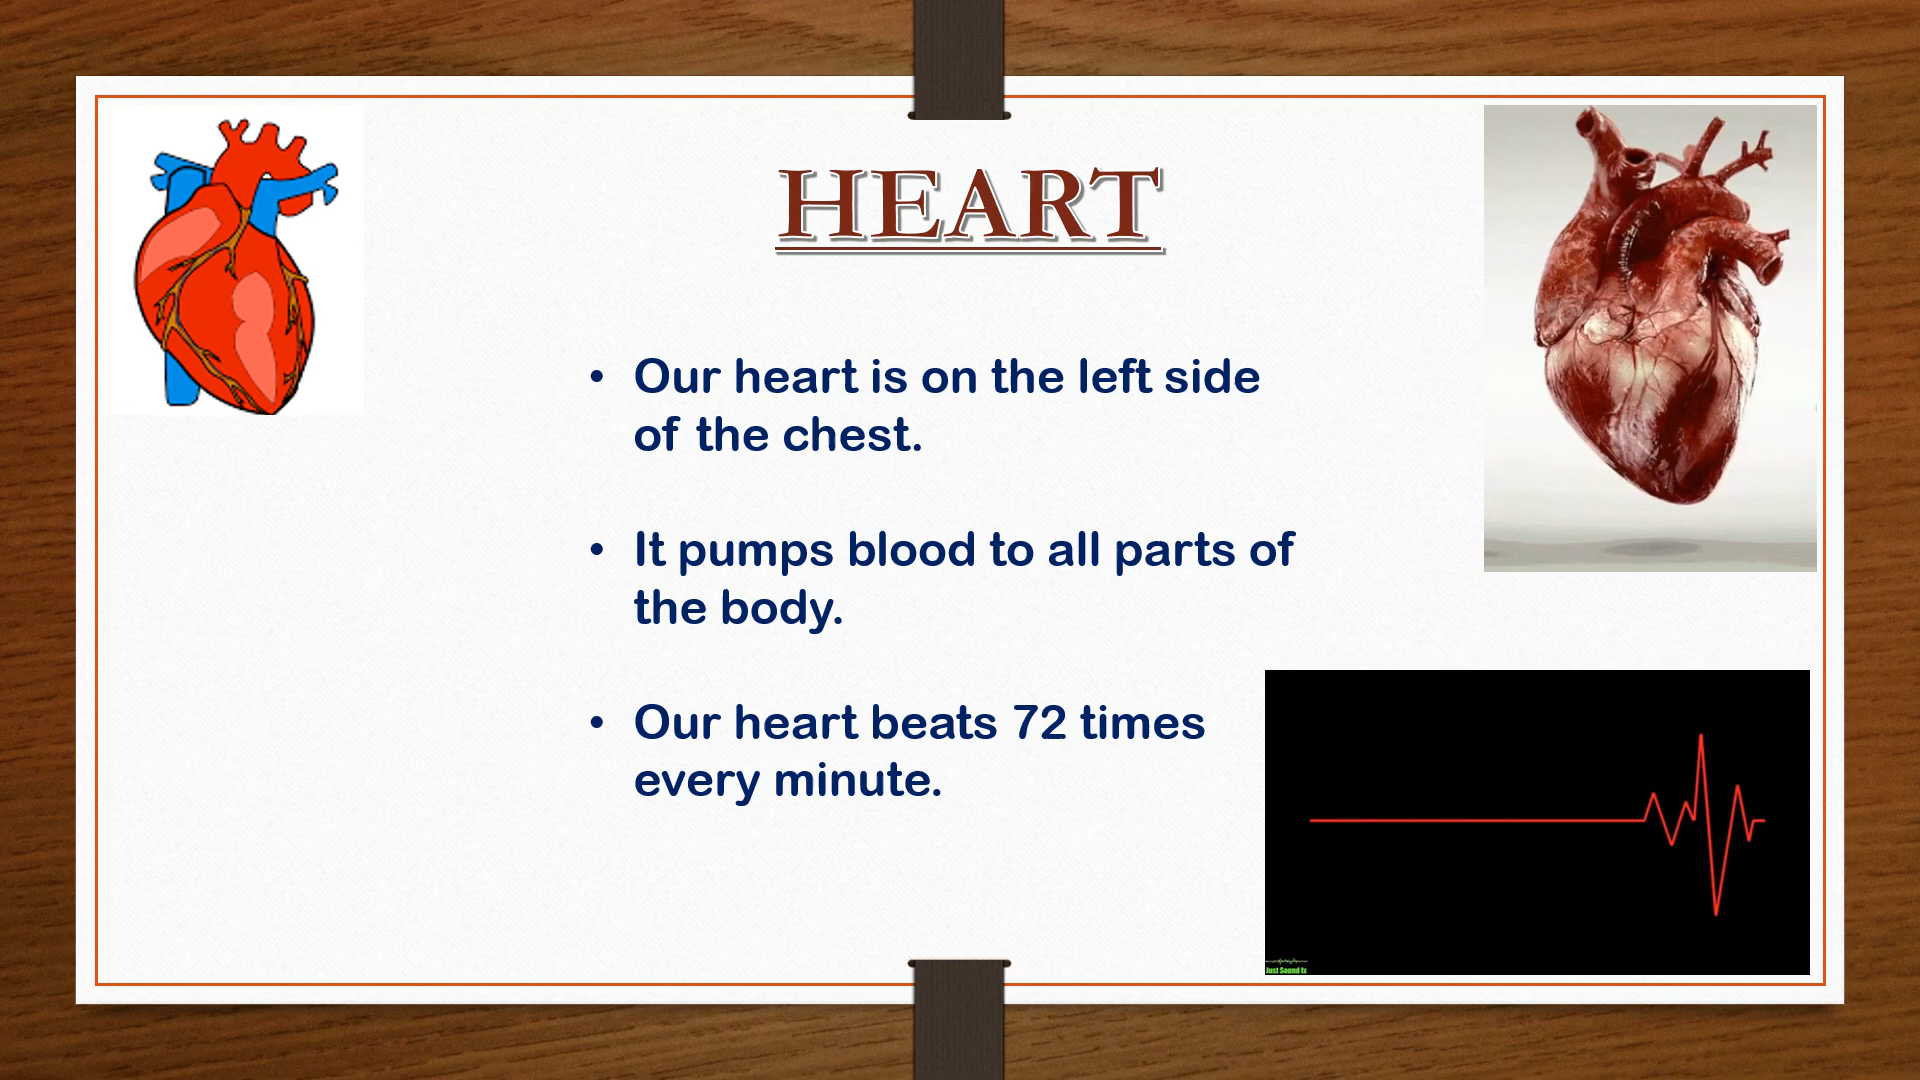 HEART
• Our heart is on the left side
of the chest.
• It pumps blood to all parts of
the body.
• Our heart beats 72 times
every minute.
Just Sound fx